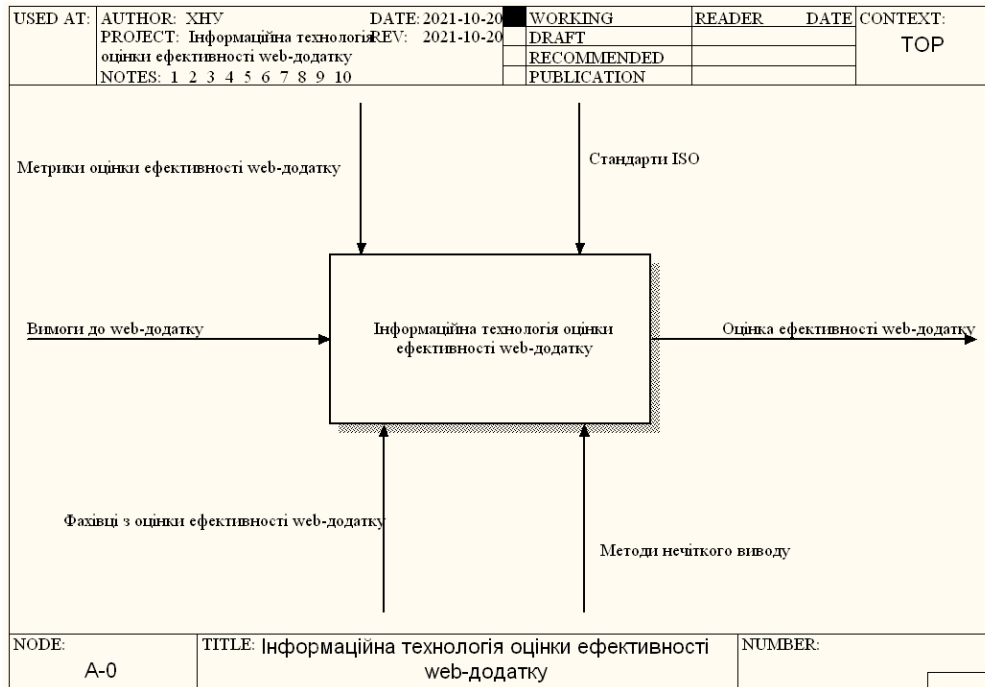 USED AT: AUTHOR: ХНУ DATE: 2021-10-20 WORKING READER DATE CONTEXT:
PROJECT: Інформаційна технологія REV: 2021-10-20 DRAFT TOP
оцінки ефективності web-додатку RECOMMENDED
NOTES: 1 2 3 4 5 6 7 8 9 10 PUBLICATION
Метрики оцінки ефективності web-додатку
Стандарти ISO
Вимоги до web-додатку
Інформаційна технологія оцінки
ефективності web-додатку
Оцінка ефективності web-додатку
Фахівці з оцінки ефективності web-додатку
Методи нечіткого виводу
NODE: TITLE: Інформаційна технологія оцінки ефективності NUMBER:
A-0 web-додатку